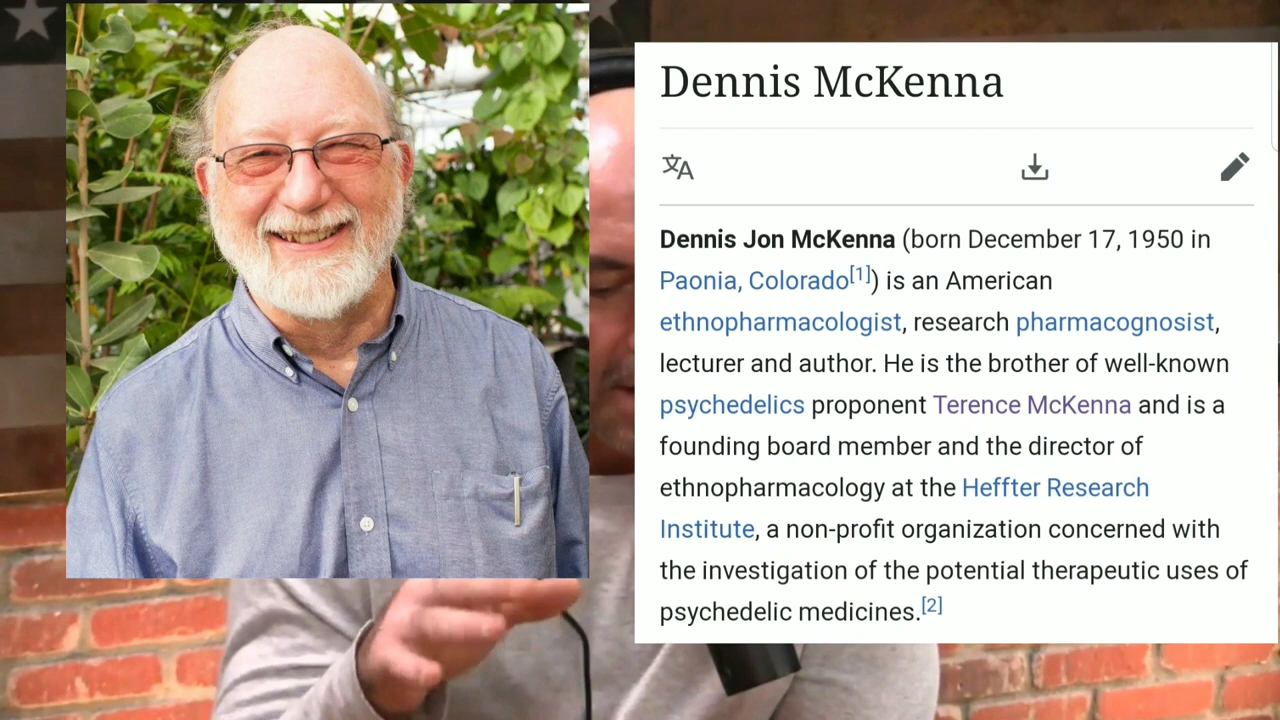 Dennis McKenna
Dennis Jon McKenna (born December 17, 1950 in
Paonia, Colorado[1]) is an American
ethnopharmacologist, research pharmacognosist,
lecturer and author. He is the brother of well-known
psychedelics proponent Terence McKenna and is a
founding board member and the director of
ethnopharmacology at the Heffter Research
Institute, a non-profit organization concerned with
the investigation of the potential therapeutic uses of
psychedelic medicines.[2]